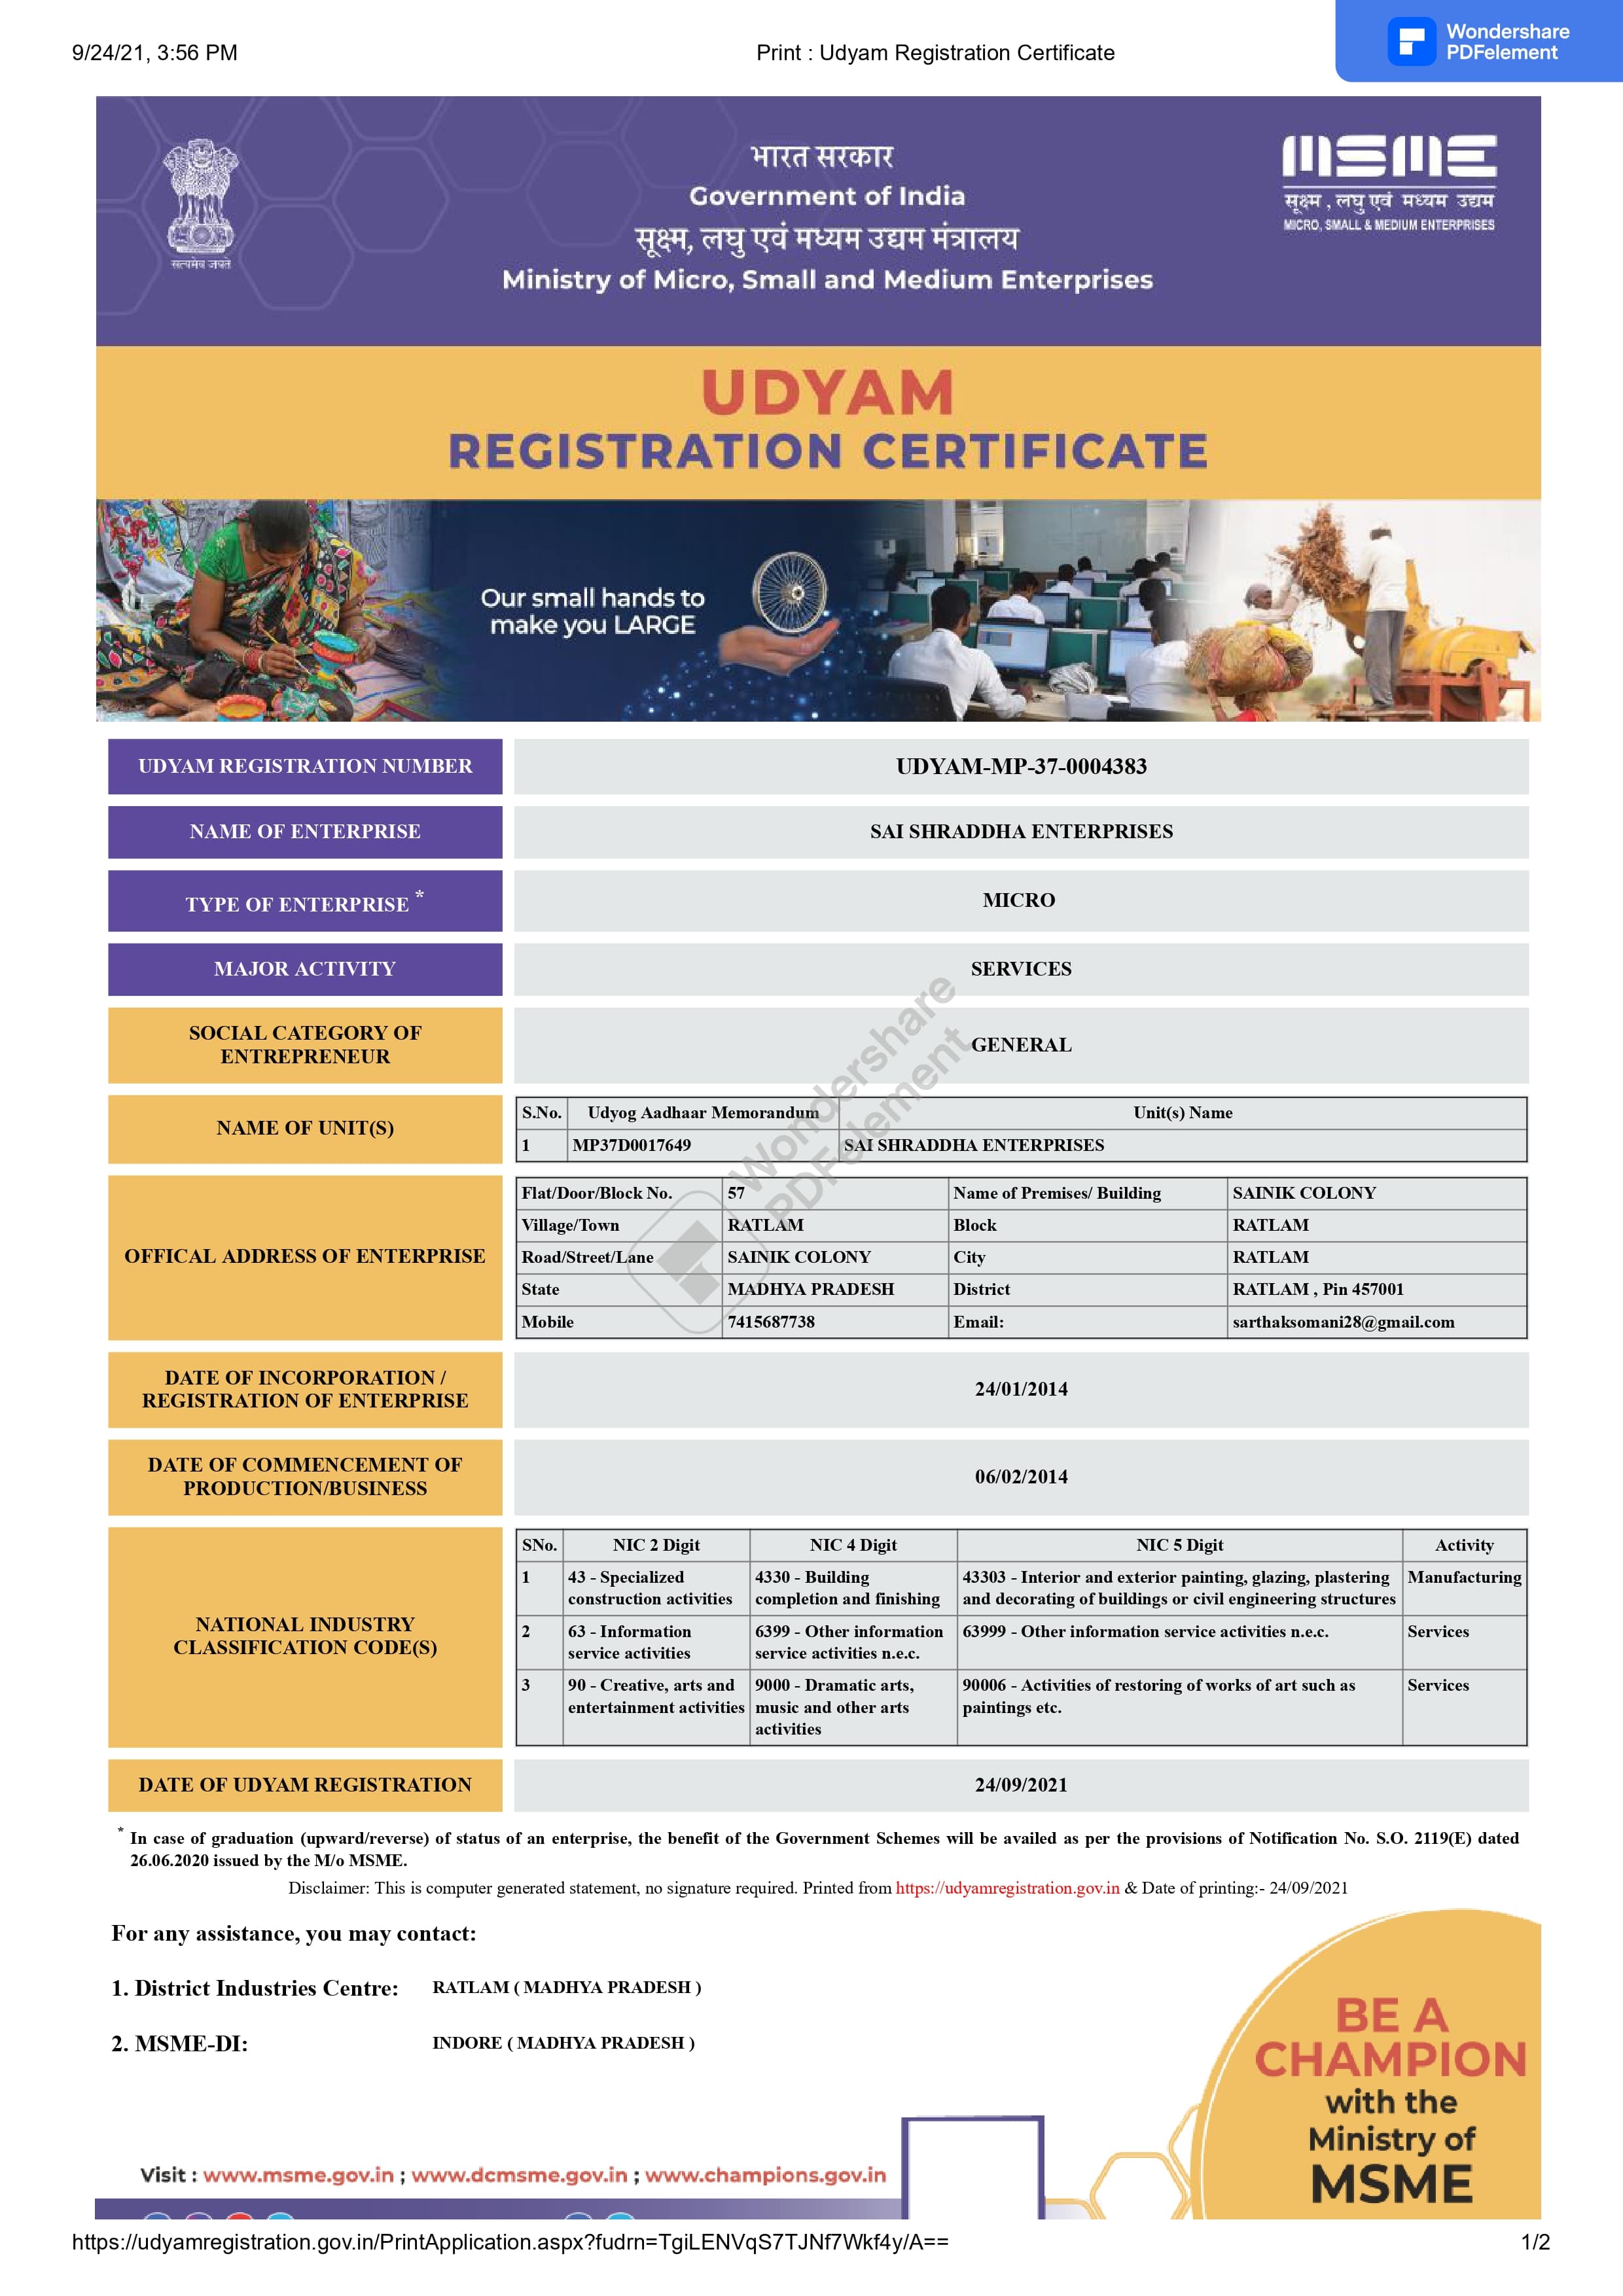 9/24/21, 3:56 PM
Print : Udyam Registration Certificate
Wondershare
PDFelement
सत्यमेव जयते
भारत सरकार
Government of India
सूक्ष्म, लघु एवं मध्यम उद्यम मंत्रालय
Ministry of Micro, Small and Medium Enterprises
MSME
सूक्ष्म , लघु एवं मध्यम उद्यम
MICRO, SMALL & MEDIUM ENTERPRISES
UDYAM
REGISTRATION CERTIFICATE
Our small hands to
make you LARGE
UDYAM REGISTRATION NUMBER
UDYAM-MP-37-0004383
NAME OF ENTERPRISE
SAI SHRADDHA ENTERPRISES
TYPE OF ENTERPRISE *
MICRO
MAJOR ACTIVITY
SERVICES
SOCIAL CATEGORY OF
ENTREPRENEUR
GENERAL
NAME OF UNIT(S)
S.No. Udyog Aadhaar Memorandum Unit(s) Name
1 MP37D0017649 SAI SHRADDHA ENTERPRISES
OFFICAL ADDRESS OF ENTERPRISE
Flat/Door/Block No. 57 Name of Premises/ Building SAINIK COLONY
Village/Town RATLAM Block RATLAM
Road/Street/Lane SAINIK COLONY City RATLAM
State MADHYA PRADESH District RATLAM , Pin 457001
Mobile 7415687738 Email: sarthaksomani28@gmail.com
Wondershare
PDFelement
DATE OF INCORPORATION /
REGISTRATION OF ENTERPRISE
24/01/2014
DATE OF COMMENCEMENT OF
PRODUCTION/BUSINESS
06/02/2014
NATIONAL INDUSTRY
CLASSIFICATION CODE(S)
SNo. NIC 2 Digit NIC 4 Digit NIC 5 Digit Activity
1 43 - Specialized 4330 - Building 43303 - Interior and exterior painting, glazing, plastering Manufacturing
construction activities completion and finishing and decorating of buildings or civil engineering structures
2 63 - Information 6399 - Other information 63999 - Other information service activities n.e.c. Services
service activities service activities n.e.c.
3 90 - Creative, arts and 9000 - Dramatic arts, 90006 - Activities of restoring of works of art such as Services
entertainment activities music and other arts paintings etc.
activities
DATE OF UDYAM REGISTRATION
24/09/2021
* In case of graduation (upward/reverse) of status of an enterprise, the benefit of the Government Schemes will be availed as per the provisions of Notification No. S.O. 2119(E) dated
26.06.2020 issued by the M/o MSME.
Disclaimer: This is computer generated statement, no signature required. Printed from https://udyamregistration.gov.in & Date of printing:- 24/09/2021
For any assistance, you may contact:
1. District Industries Centre: RATLAM ( MADHYA PRADESH )
2. MSME-DI: INDORE ( MADHYA PRADESH )
BE A
CHAMPION
with the
Ministry of
MSME
Visit : www.msme.gov.in ; www.dcmsme.gov.in ; www.champions.gov.in
https://udyamregistration.gov.in/PrintApplication.aspx?fudrn=TgiLENVqS7TJNf7Wkf4y/A==
1/2